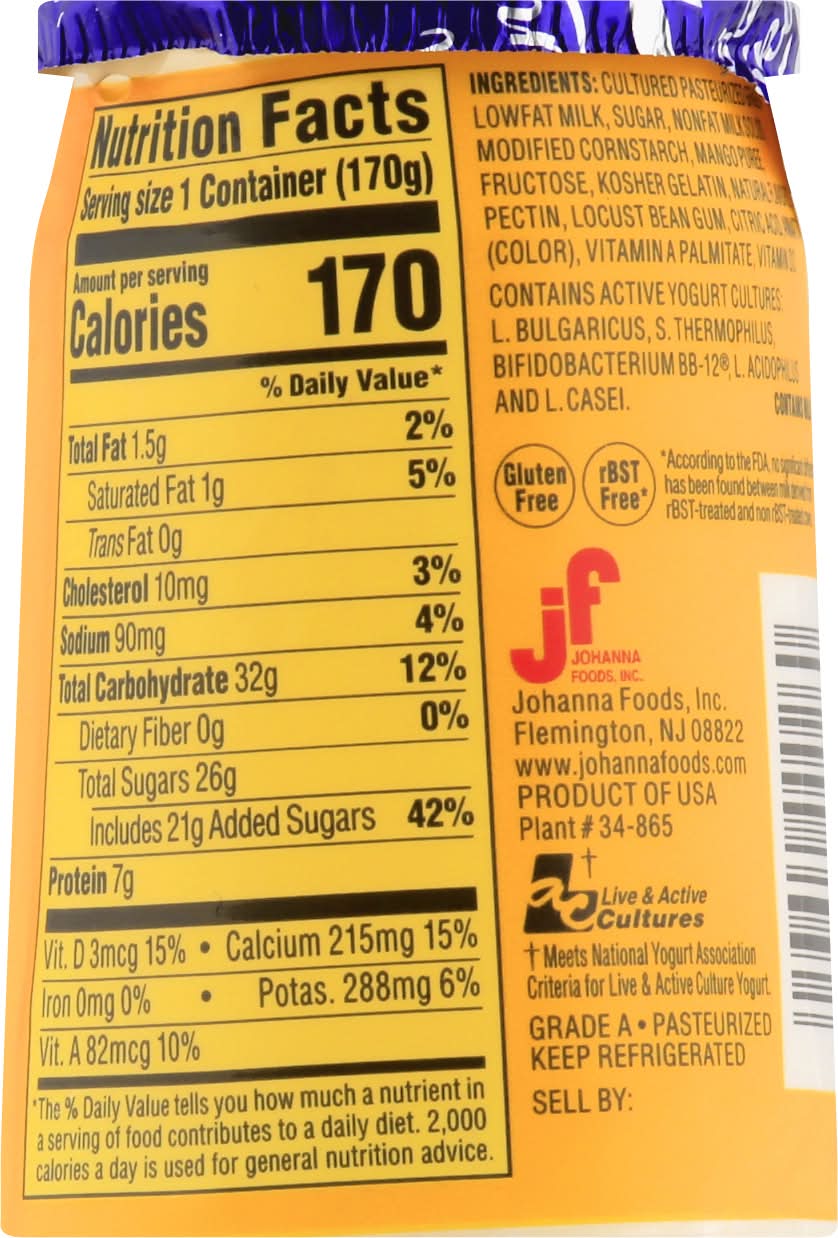 Nutrition Facts
Serving size 1 Container (170g)
Amount per serving
Calories 170
% Daily Value*
Total Fat 1.5g 2%
Saturated Fat 1g 5%
Trans Fat 0g
Cholesterol 10mg 3%
Sodium 90mg 4%
Total Carbohydrate 32g 12%
Dietary Fiber 0g 0%
Total Sugars 26g
Includes 21g Added Sugars 42%
Protein 7g
Vit. D 3mcg 15% • Calcium 215mg 15%
Iron 0mg 0% • Potas. 288mg 6%
Vit. A 82mcg 10%
*The % Daily Value tells you how much a nutrient in
a serving of food contributes to a daily diet. 2,000
calories a day is used for general nutrition advice.
INGREDIENTS: CULTURED PASTEURIZED
LOWFAT MILK, SUGAR, NONFAT MILK
MODIFIED CORNSTARCH, MANGO PUREE
FRUCTOSE, KOSHER GELATIN, NATURAL
PECTIN, LOCUST BEAN GUM, CITRIC ACID,
(COLOR), VITAMIN A PALMITATE, VITAMIN
CONTAINS ACTIVE YOGURT CULTURES:
L. BULGARICUS, S. THERMOPHILUS,
BIFIDOBACTERIUM BB-12®, L. ACIDOPHILUS
AND L. CASEI.
CONTAINS
Gluten
Free
rBST
Free*
*According to the FDA, no significant
has been found between milk derived
rBST-treated and non rBST-treated
jf
JOHANNA
FOODS, INC.
Johanna Foods, Inc.
Flemington, NJ 08822
www.johannafoods.com
PRODUCT OF USA
Plant # 34-865
ac†
Live & Active
Cultures
† Meets National Yogurt Association
Criteria for Live & Active Culture Yogurt.
GRADE A • PASTEURIZED
KEEP REFRIGERATED
SELL BY: